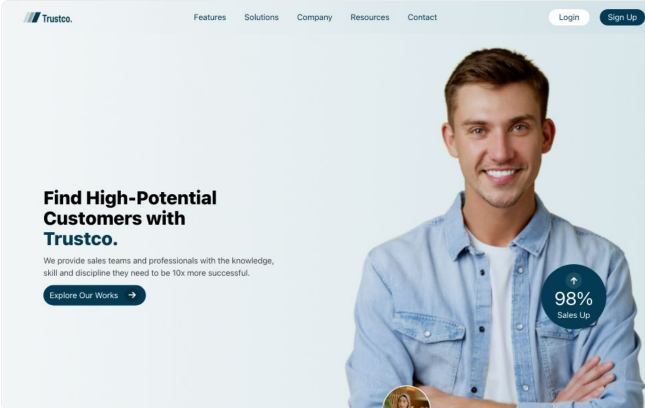 Trustco.
Features Solutions Company Resources Contact
Login Sign Up
Find High-Potential
Customers with
Trustco.
We provide sales teams and professionals with the knowledge,
skill and discipline they need to be 10x more successful.
Explore Our Works
98%
Sales Up